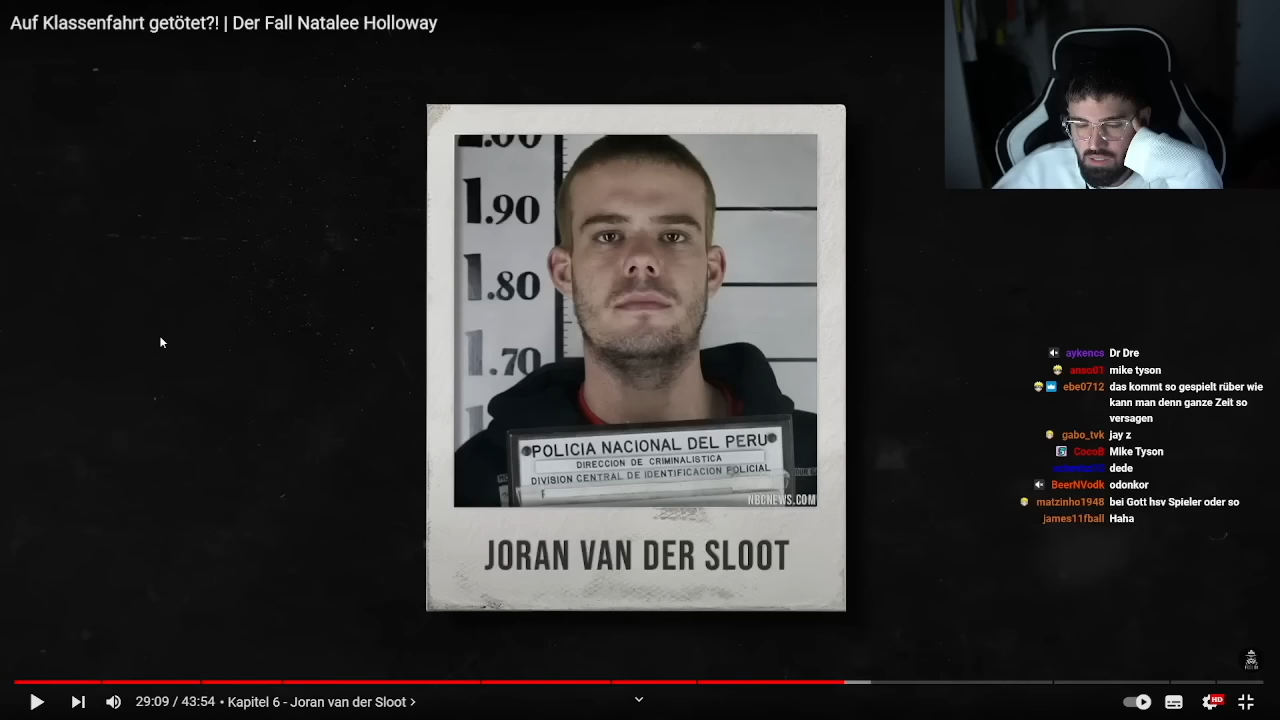 Auf Klassenfahrt getötet?! | Der Fall Natalee Holloway
1.90
1.80
1.70
POLICIA NACIONAL DEL PERU
DIRECCION DE CRIMINALISTICA
DIVISION CENTRAL DE IDENTIFICACION POLICIAL
NBCNEWS.COM
JORAN VAN DER SLOOT
aykencs Dr Dre
anso01 mike tyson
ebe0712 das kommt so gespielt rüber wie
kann man denn ganze Zeit so
versagen
gabo_tvk jay z
CocoB Mike Tyson
dede
BeerNVodk odonkor
matzinho1948 bei Gott hsv Spieler oder so
james11fball Haha
29:09 / 43:54 • Kapitel 6 - Joran van der Sloot >
HD